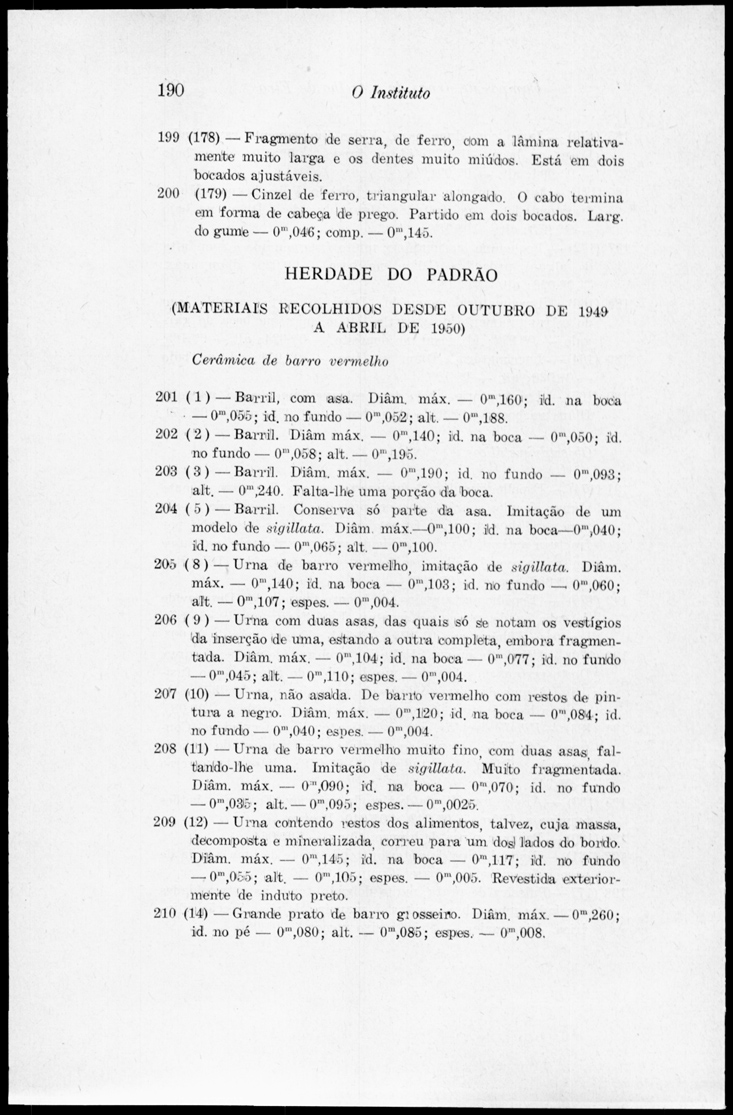 190 O Instituto
199 (178) — Fragmento de serra, de ferro, com a lâmina relativa-
mente muito larga e os dentes muito miúdos. Está em dois
bocados ajustáveis.
200 (179) — Cinzel de ferro, triangular alongado. O cabo termina
em forma de cabeça de prego. Partido em dois bocados. Larg.
do gume — 0ᵐ,046; comp. — 0ᵐ,145.
HERDADE DO PADRÃO
(MATERIAIS RECOLHIDOS DESDE OUTUBRO DE 1949
A ABRIL DE 1950)
Cerâmica de barro vermelho
201 (1) — Barril, com asa. Diâm. máx. — 0ᵐ,160; id. na boca
— 0ᵐ,055; id. no fundo — 0ᵐ,052; alt. — 0ᵐ,188.
202 (2) — Barril. Diâm máx. — 0ᵐ,140; id. na boca — 0ᵐ,050; id.
no fundo — 0ᵐ,058; alt. — 0ᵐ,195.
203 (3) — Barril. Diâm. máx. — 0ᵐ,190; id. no fundo — 0ᵐ,093;
alt. — 0ᵐ,240. Falta-lhe uma porção da boca.
204 (5) — Barril. Conserva só parte da asa. Imitação de um
modelo de sigillata. Diâm. máx.—0ᵐ,100; id. na boca—0ᵐ,040;
id. no fundo — 0ᵐ,065; alt. — 0ᵐ,100.
205 (8) — Urna de barro vermelho, imitação de sigillata. Diâm.
máx. — 0ᵐ,140; id. na boca — 0ᵐ,103; id. no fundo — 0ᵐ,060;
alt. — 0ᵐ,107; espes. — 0ᵐ,004.
206 (9) — Urna com duas asas, das quais só se notam os vestígios
da inserção de uma, estando a outra completa, embora fragmen-
tada. Diâm. máx. — 0ᵐ,104; id. na boca — 0ᵐ,077; id. no fundo
— 0ᵐ,045; alt. — 0ᵐ,110; espes. — 0ᵐ,004.
207 (10) — Urna, não asada. De barro vermelho com restos de pin-
tura a negro. Diâm. máx. — 0ᵐ,120; id. na boca — 0ᵐ,084; id.
no fundo — 0ᵐ,040; espes. — 0ᵐ,004.
208 (11) — Urna de barro vermelho muito fino, com duas asas, fal-
tando-lhe uma. Imitação de sigillata. Muito fragmentada.
Diâm. máx. — 0ᵐ,090; id. na boca — 0ᵐ,070; id. no fundo
— 0ᵐ,035; alt. — 0ᵐ,095; espes. — 0ᵐ,0025.
209 (12) — Urna contendo restos dos alimentos, talvez, cuja massa,
decomposta e mineralizada, correu para um dos lados do bordo.
Diâm. máx. — 0ᵐ,145; id. na boca — 0ᵐ,117; id. no fundo
— 0ᵐ,055; alt. — 0ᵐ,105; espes. — 0ᵐ,005. Revestida exterior-
mente de induto preto.
210 (14) — Grande prato de barro grosseiro. Diâm. máx. — 0ᵐ,260;
id. no pé — 0ᵐ,080; alt. — 0ᵐ,085; espes. — 0ᵐ,008.